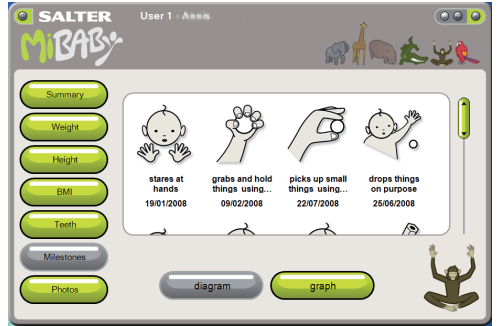 SALTER
User 1 -
MiBABy
Summary
Weight
Height
BMI
Teeth
Milestones
Photos
stares at
hands
19/01/2008
grabs and hold
things using...
09/02/2008
picks up small
things using...
22/07/2008
drops things
on purpose
25/06/2008
diagram
graph